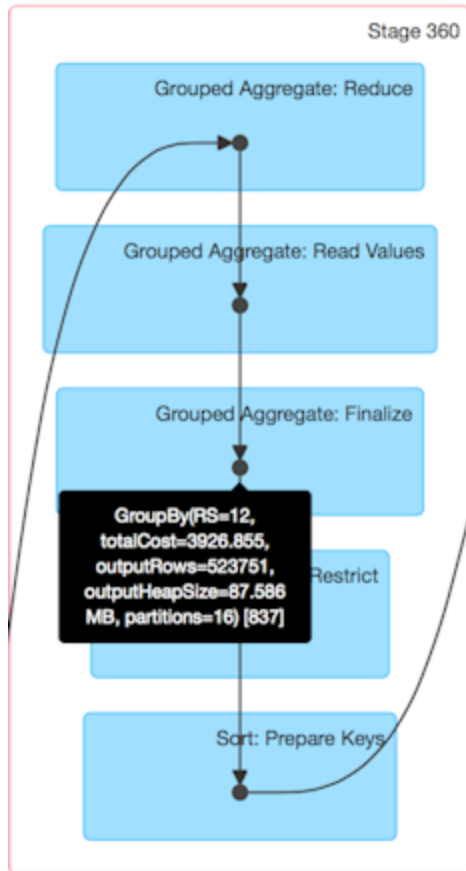 Stage 360
Grouped Aggregate: Reduce
Grouped Aggregate: Read Values
Grouped Aggregate: Finalize
GroupBy(RS=12,
totalCost=3926.855,
outputRows=523751,
outputHeapSize=87.586
MB, partitions=16) [837]
Restrict
Sort: Prepare Keys